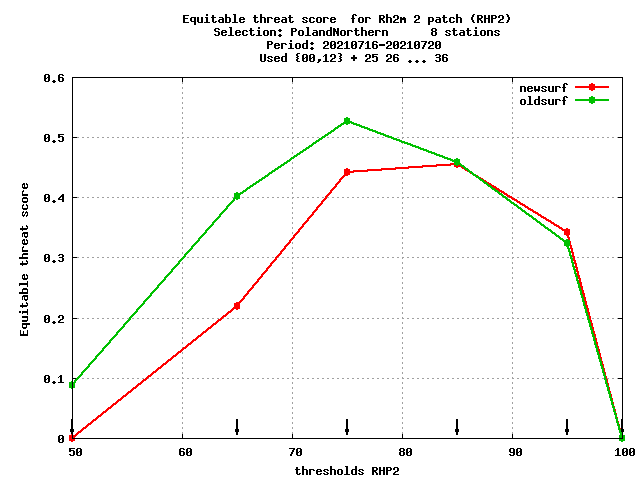 Equitable threat score  for Rh2m 2 patch (RHP2)
Selection: PolandNorthern      8 stations
Period: 20210716-20210720
Used {00,12} + 25 26 ... 36
newsurf
oldsurf
0.6
0.5
0.4
0.3
0.2
0.1
0
Equitable threat score
50 60 70 80 90 100
thresholds RHP2